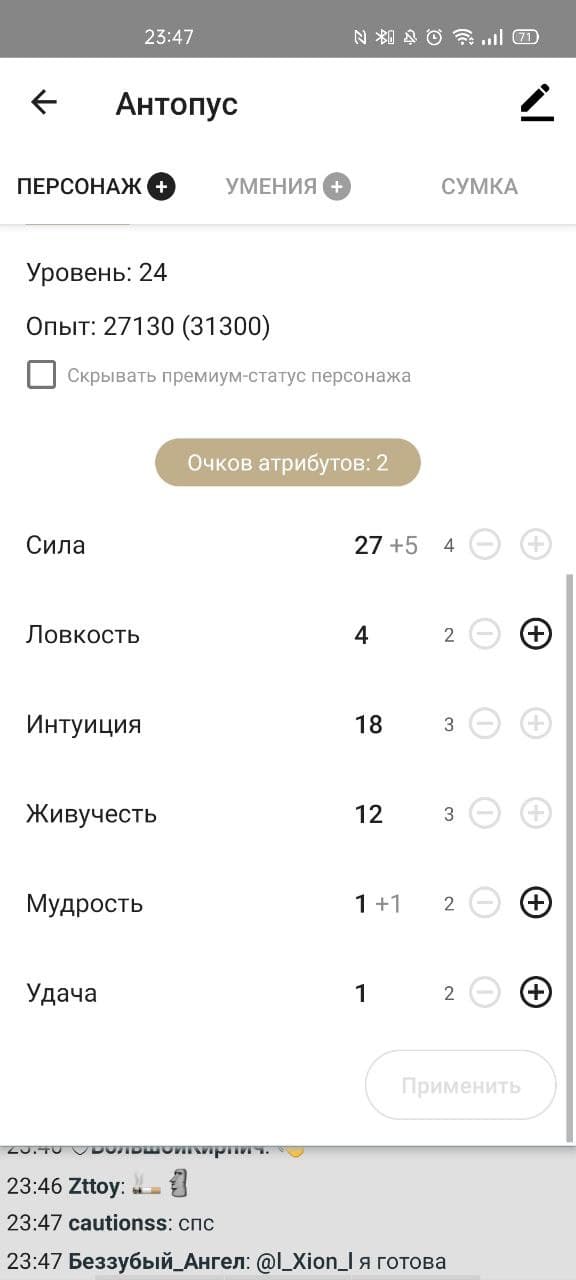 23:47
71
Антопус
ПЕРСОНАЖ УМЕНИЯ СУМКА
Уровень: 24
Опыт: 27130 (31300)
Скрывать премиум-статус персонажа
Очков атрибутов: 2
Сила 27 +5 4
Ловкость 4 2
Интуиция 18 3
Живучесть 12 3
Мудрость 1 +1 2
Удача 1 2
Применить
23:46 БольшойКирпич:
23:46 Zttoy:
23:47 cautionss: спс
23:47 Беззубый_Ангел: @l_Xion_l я готова